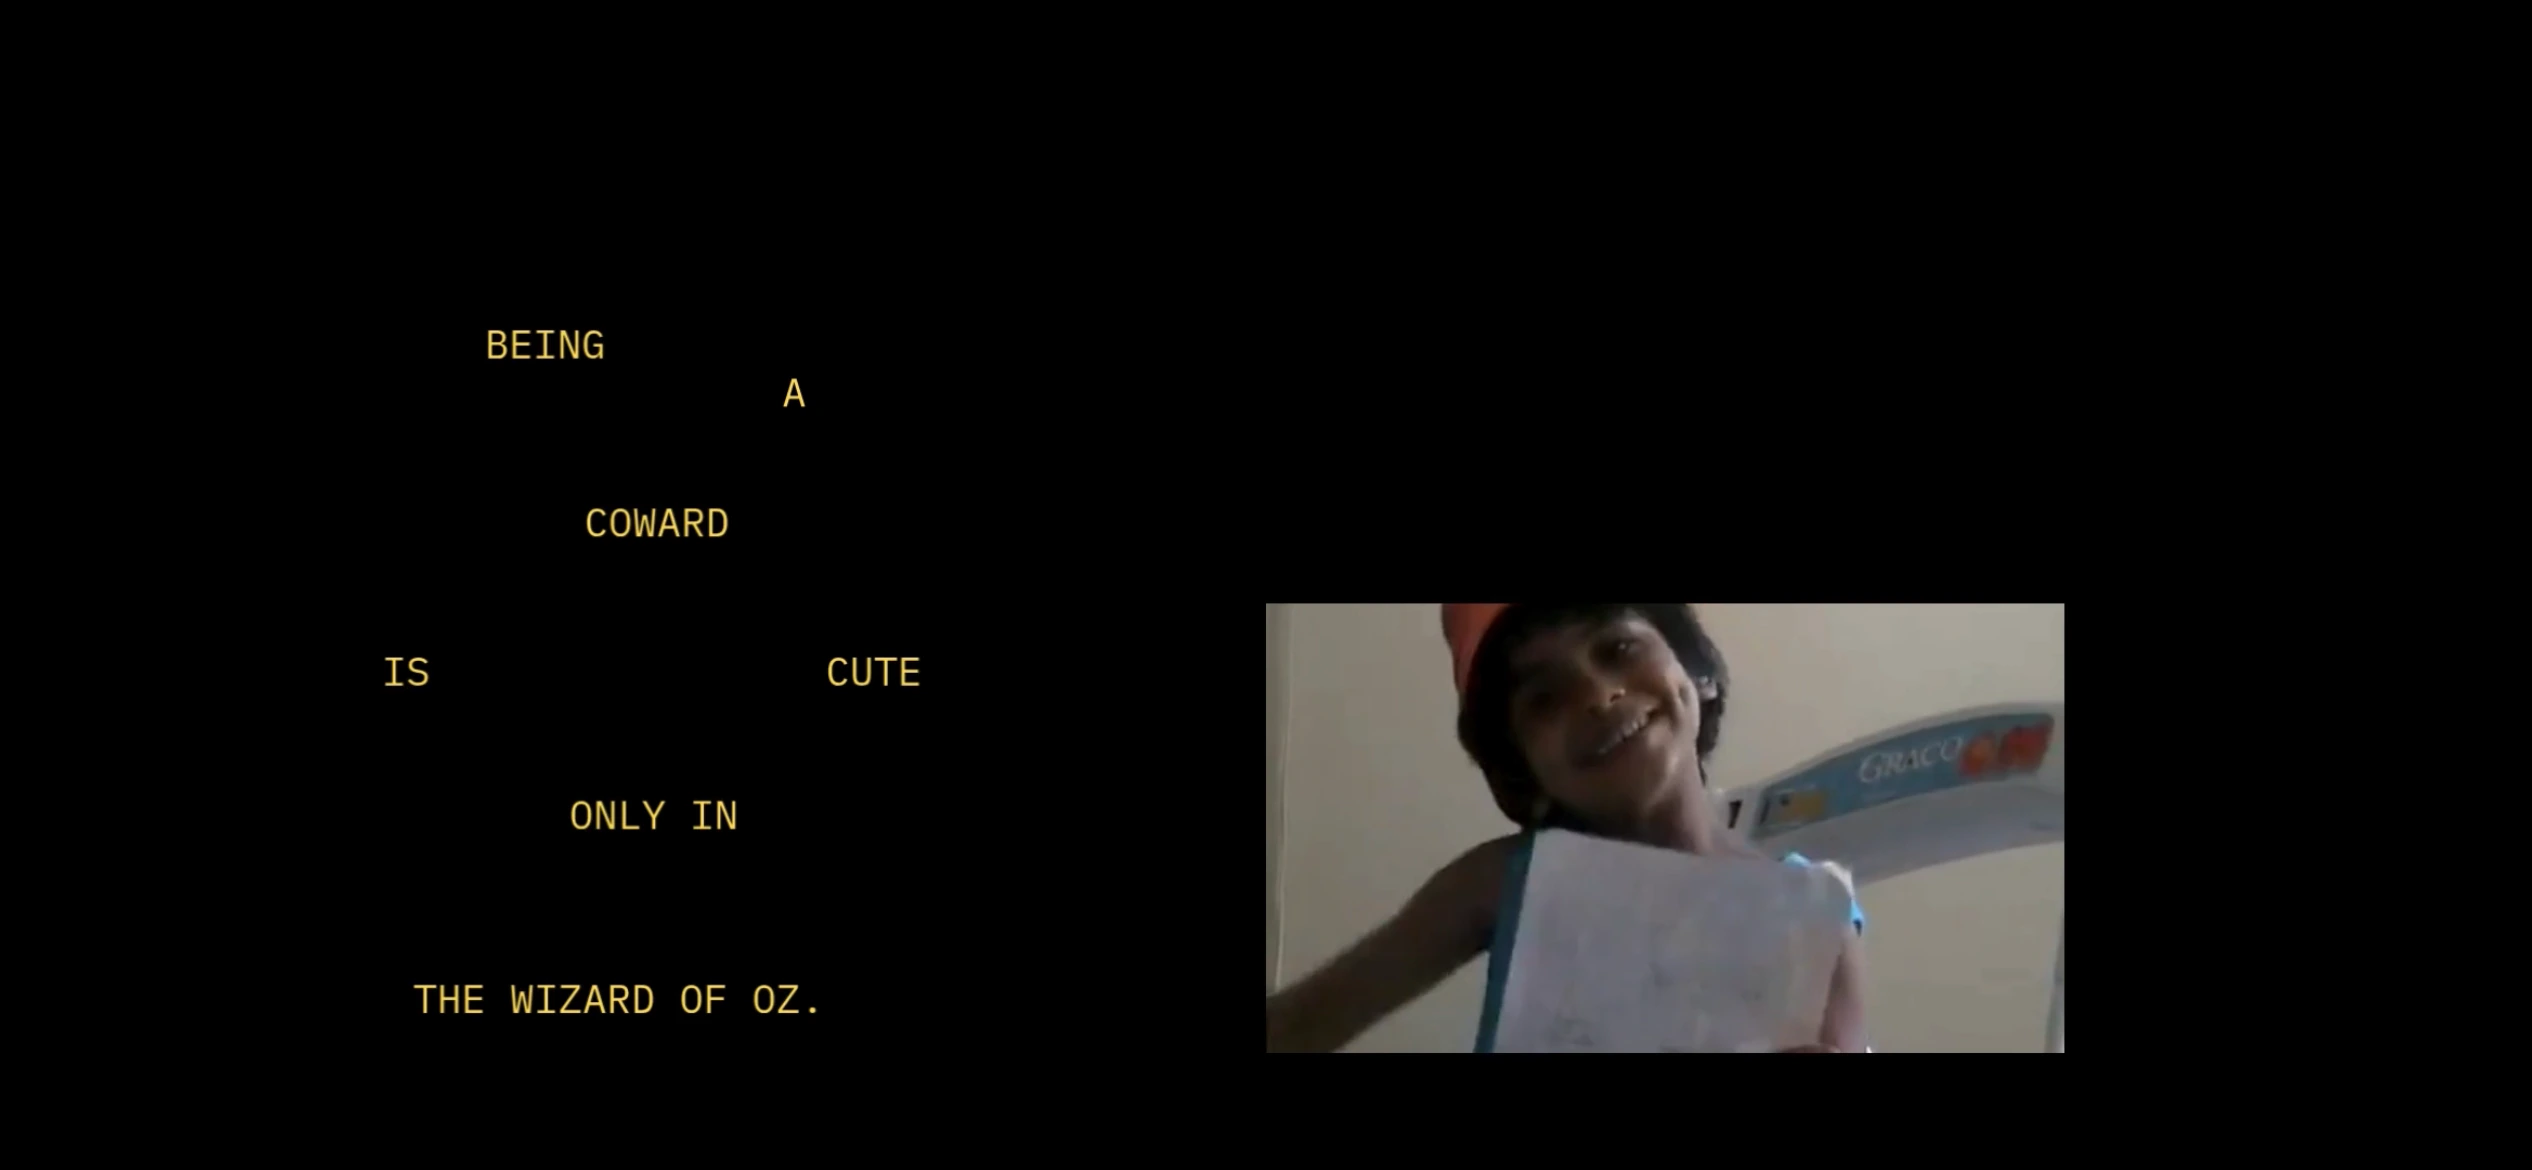 BEING
A
COWARD
IS CUTE
ONLY IN
THE WIZARD OF OZ.
GRACO